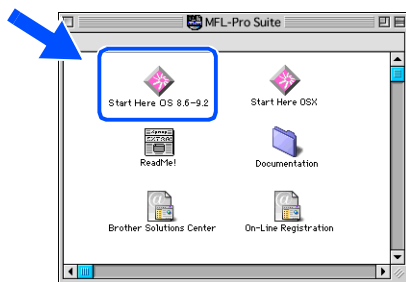 MFL-Pro Suite
Start Here OS 8.6-9.2
Start Here OSX
ReadMe!
Documentation
Brother Solutions Center
On-Line Registration